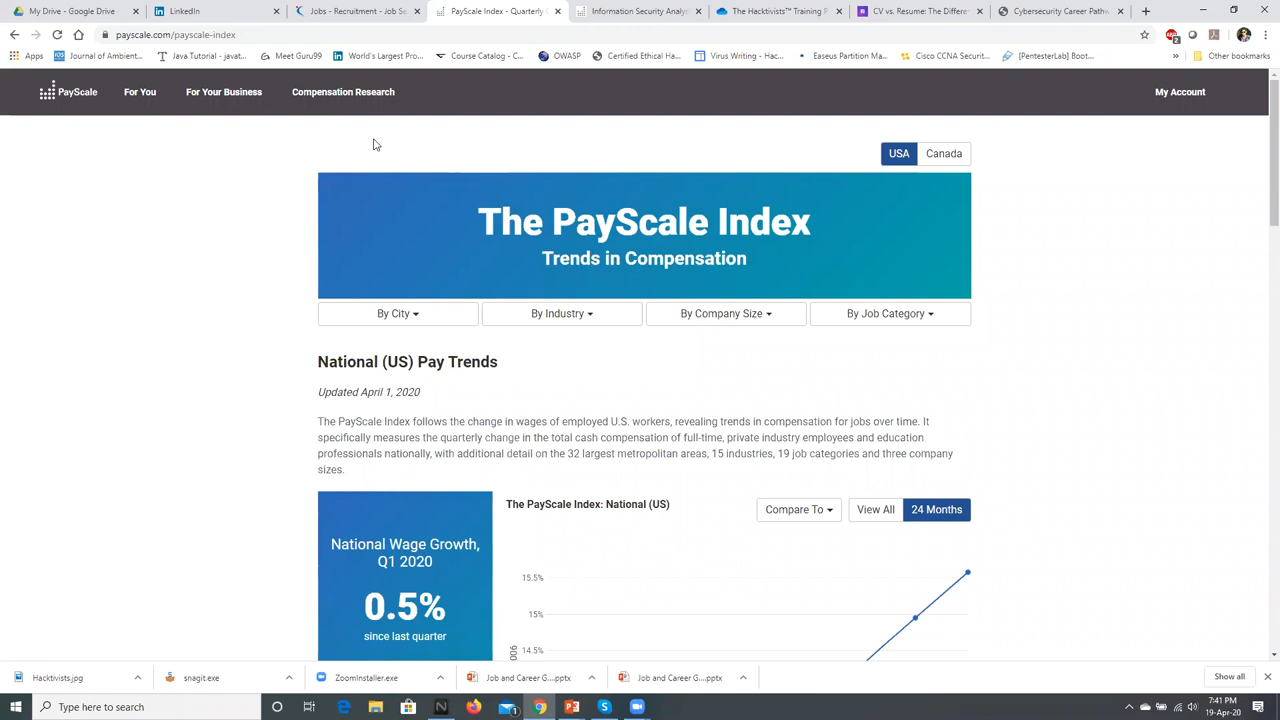 My Drive - Google Drive
LinkedIn
Jobs - Recruitment - Job Se
PayScale Index - Quarterly C
Information Security Analys
The Hacktivists™ Training P
CV vs. Resume: The Differen
Cybersecurity Career Pathw
payscale.com/payscale-index
Apps
Journal of Ambient...
Java Tutorial - javat...
Meet Guru99
World's Largest Pro...
Course Catalog - C...
OWASP
Certified Ethical Ha...
Virus Writing - Hac...
Easeus Partition Ma...
Cisco CCNA Securit...
[PentesterLab] Boot...
Other bookmarks
PayScale
For You
For Your Business
Compensation Research
My Account
USA
Canada
The PayScale Index
Trends in Compensation
By City
By Industry
By Company Size
By Job Category
National (US) Pay Trends
Updated April 1, 2020
The PayScale Index follows the change in wages of employed U.S. workers, revealing trends in compensation for jobs over time. It
specifically measures the quarterly change in the total cash compensation of full-time, private industry employees and education
professionals nationally, with additional detail on the 32 largest metropolitan areas, 15 industries, 19 job categories and three company
sizes.
National Wage Growth,
Q1 2020
0.5%
since last quarter
The PayScale Index: National (US)
Compare To
View All
24 Months
15.5%
15%
14.5%
006
Hacktivists.jpg
snagit.exe
ZoomInstaller.exe
Job and Career G....pptx
Job and Career G....pptx
Show all
Type here to search
7:41 PM
19-Apr-20